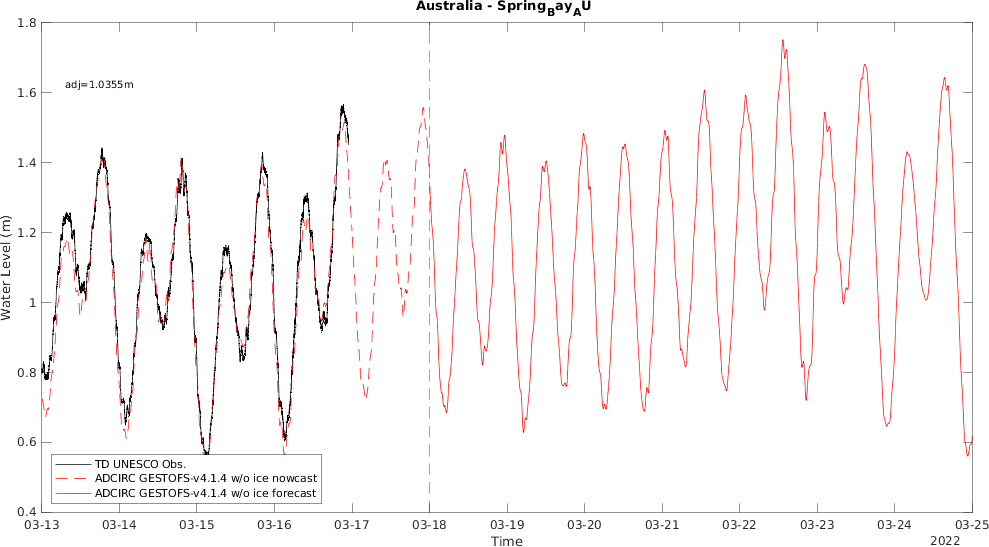 Australia - Spring_Bay_AU
adj=1.0355m
Water Level (m)
1.8
1.6
1.4
1.2
1
0.8
0.6
0.4
TD UNESCO Obs.
ADCIRC GESTOFS-v4.1.4 w/o ice nowcast
ADCIRC GESTOFS-v4.1.4 w/o ice forecast
03-13 03-14 03-15 03-16 03-17 03-18 03-19 03-20 03-21 03-22 03-23 03-24 03-25
Time
2022